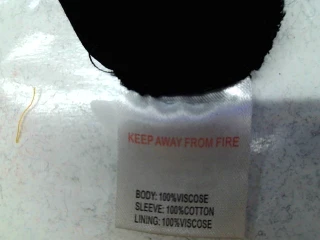 KEEP AWAY FROM FIRE
BODY: 100%VISCOSE
SLEEVE: 100%COTTON
LINING: 100%VISCOSE